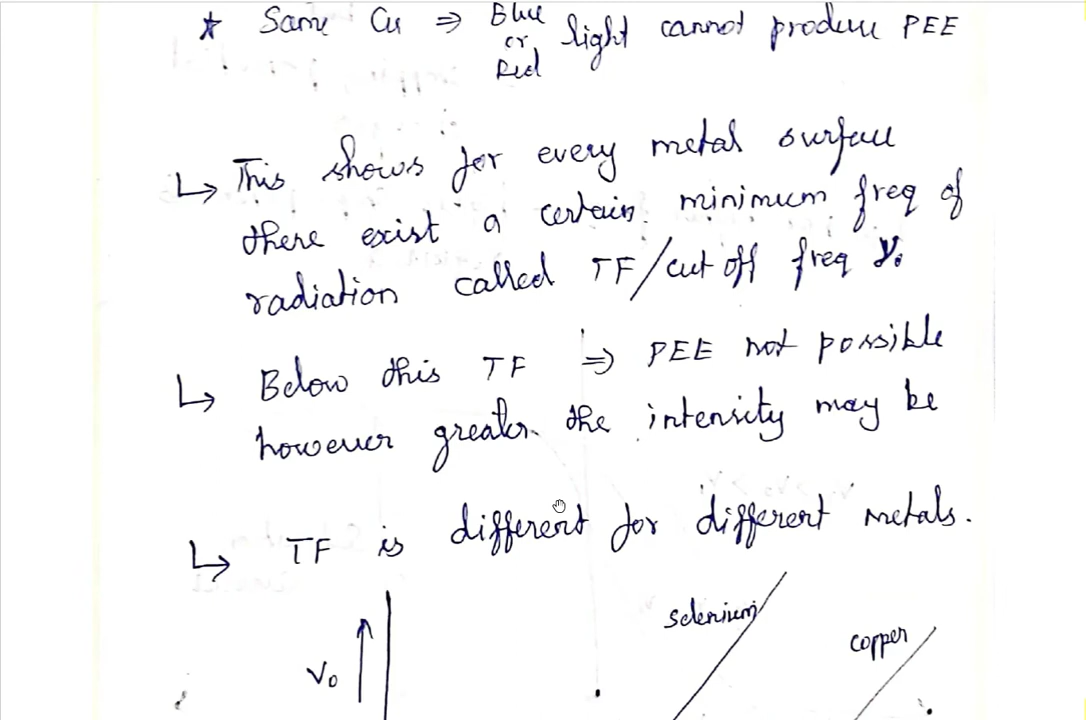 * Same Cu ⇒ Blue or Red light cannot produce PEE
↳ This shows for every metal surface
there exist a certain minimum freq of
radiation called TF/cut off freq ν₀
↳ Below this TF ⇒ PEE not possible
however greater the intensity may be
↳ TF is different for different metals.
selenium
copper
V₀ ↑